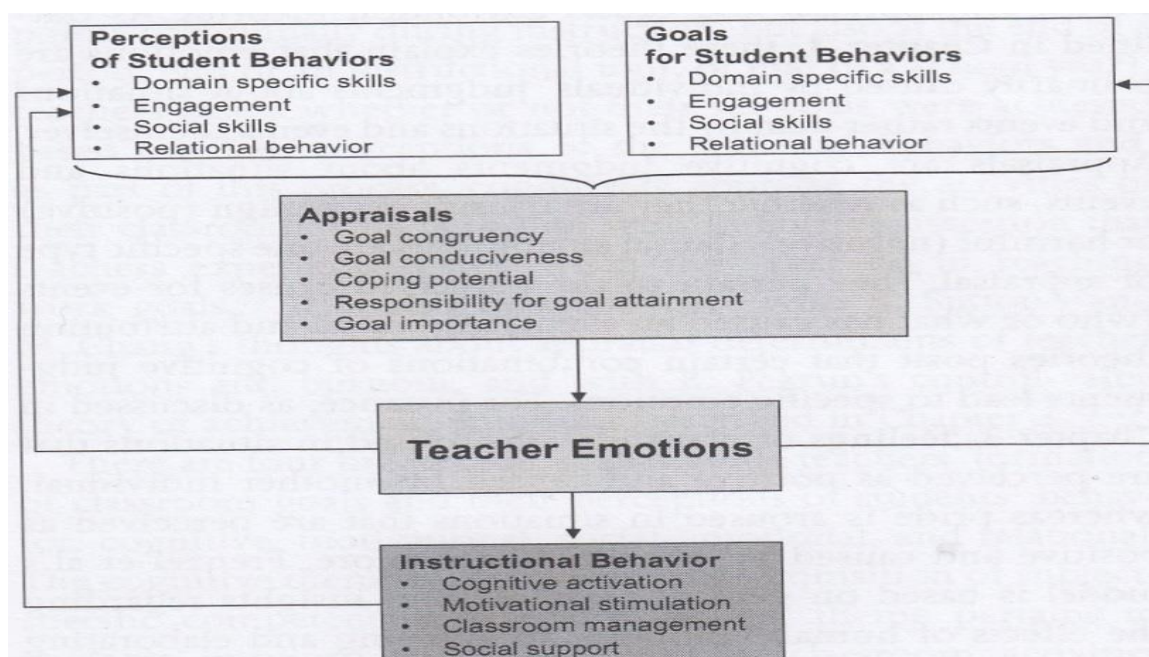 Perceptions
of Student Behaviors
• Domain specific skills
• Engagement
• Social skills
• Relational behavior
Goals
for Student Behaviors
• Domain specific skills
• Engagement
• Social skills
• Relational behavior
Appraisals
• Goal congruency
• Goal conduciveness
• Coping potential
• Responsibility for goal attainment
• Goal importance
Teacher Emotions
Instructional Behavior
• Cognitive activation
• Motivational stimulation
• Classroom management
• Social support